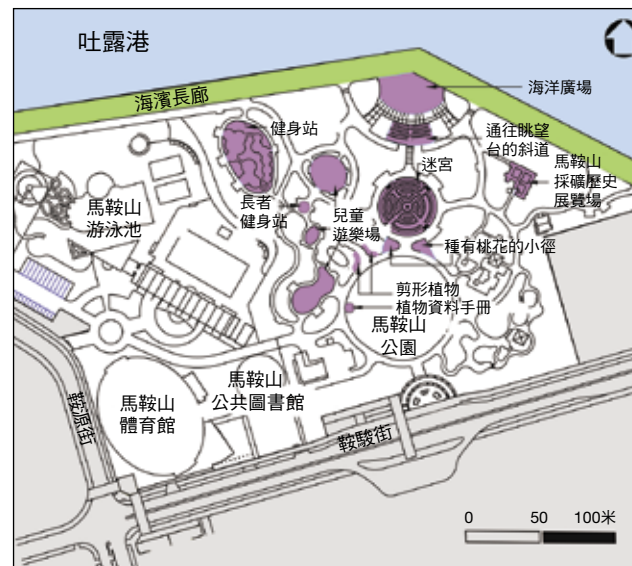 吐露港
海濱長廊
海洋廣場
健身站
通往眺望
台的斜道
迷宮
馬鞍山
採礦歷史
展覽場
馬鞍山
游泳池
長者
健身站
兒童
遊樂場
種有桃花的小徑
剪形植物
植物資料手冊
馬鞍山
公園
馬鞍山
公共圖書館
馬鞍山
體育館
鞍源街
鞍駿街
0 50 100米